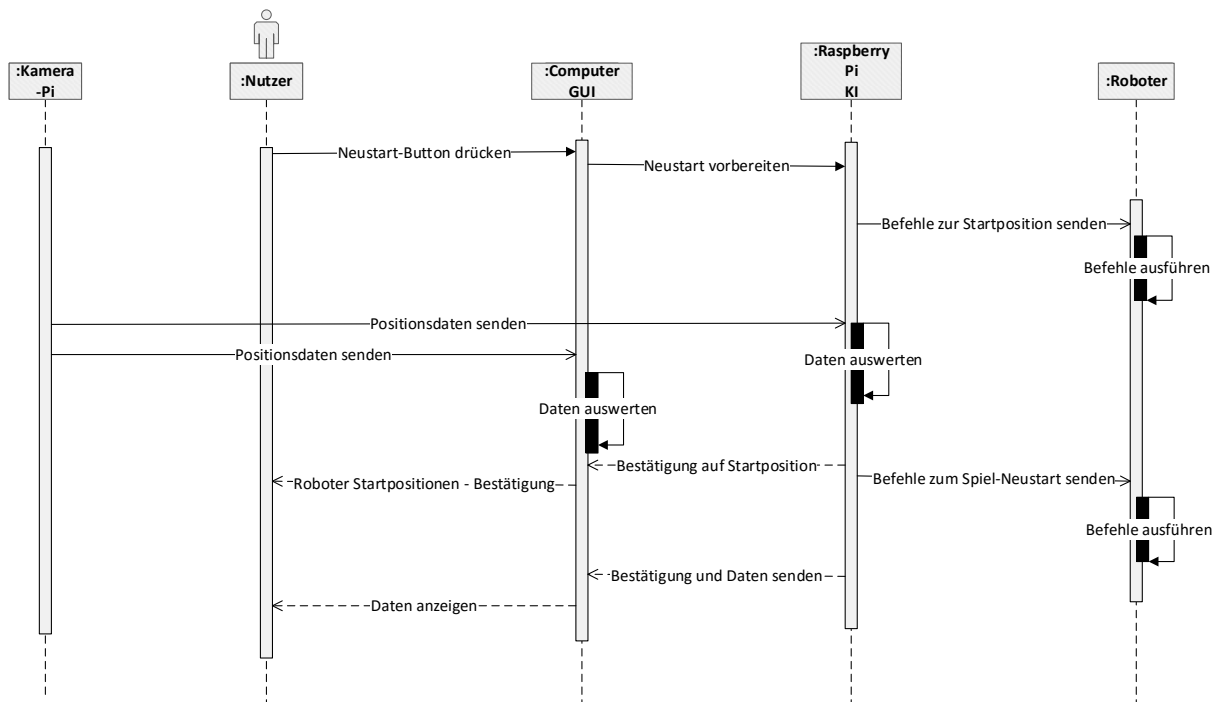 :Kamera
-Pi
:Nutzer
:Computer
GUI
:Raspberry
Pi
KI
:Roboter
Neustart-Button drücken
Neustart vorbereiten
Befehle zur Startposition senden
Befehle ausführen
Positionsdaten senden
Positionsdaten senden
Daten auswerten
Daten auswerten
Bestätigung auf Startposition
Roboter Startpositionen - Bestätigung
Befehle zum Spiel-Neustart senden
Befehle ausführen
Bestätigung und Daten senden
Daten anzeigen